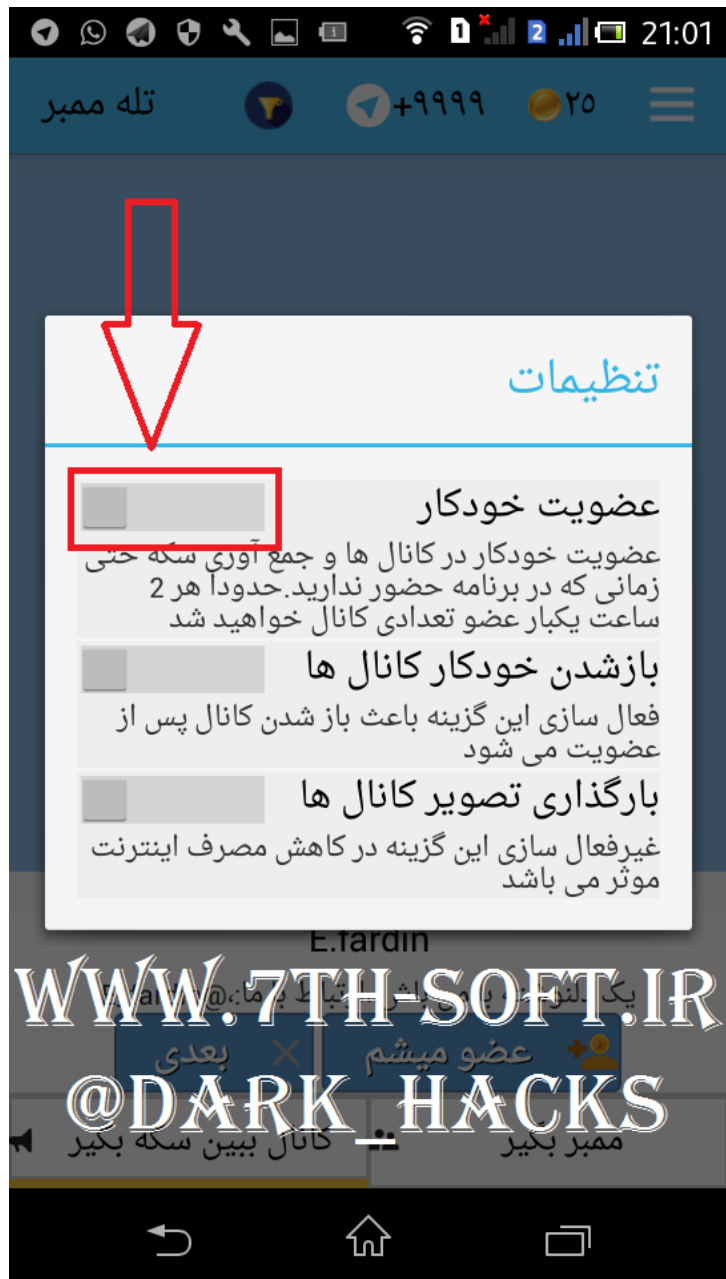 21:01
تله ممبر
+۹۹۹۹
۲۵
تنظیمات
عضویت خودکار
عضویت خودکار در کانال ها و جمع آوری سکه حتی
زمانی که در برنامه حضور ندارید.حدودا هر 2
ساعت یکبار عضو تعدادی کانال خواهید شد
بازشدن خودکار کانال ها
فعال سازی این گزینه باعث باز شدن کانال پس از
عضویت می شود
بارگذاری تصویر کانال ها
غیرفعال سازی این گزینه در کاهش مصرف اینترنت
موثر می باشد
E.fardin
WWW.7TH-SOFT.IR
عضو میشم
بعدی
@DARK_HACKS
ممبر بگیر
کانال ببین سکه بگیر